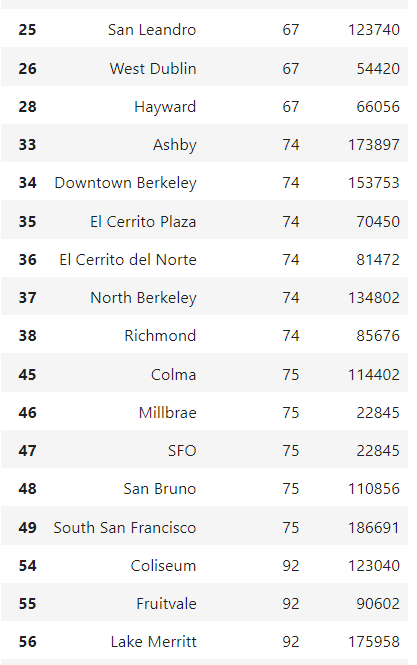 25 San Leandro 67 123740
26 West Dublin 67 54420
28 Hayward 67 66056
33 Ashby 74 173897
34 Downtown Berkeley 74 153753
35 El Cerrito Plaza 74 70450
36 El Cerrito del Norte 74 81472
37 North Berkeley 74 134802
38 Richmond 74 85676
45 Colma 75 114402
46 Millbrae 75 22845
47 SFO 75 22845
48 San Bruno 75 110856
49 South San Francisco 75 186691
54 Coliseum 92 123040
55 Fruitvale 92 90602
56 Lake Merritt 92 175958